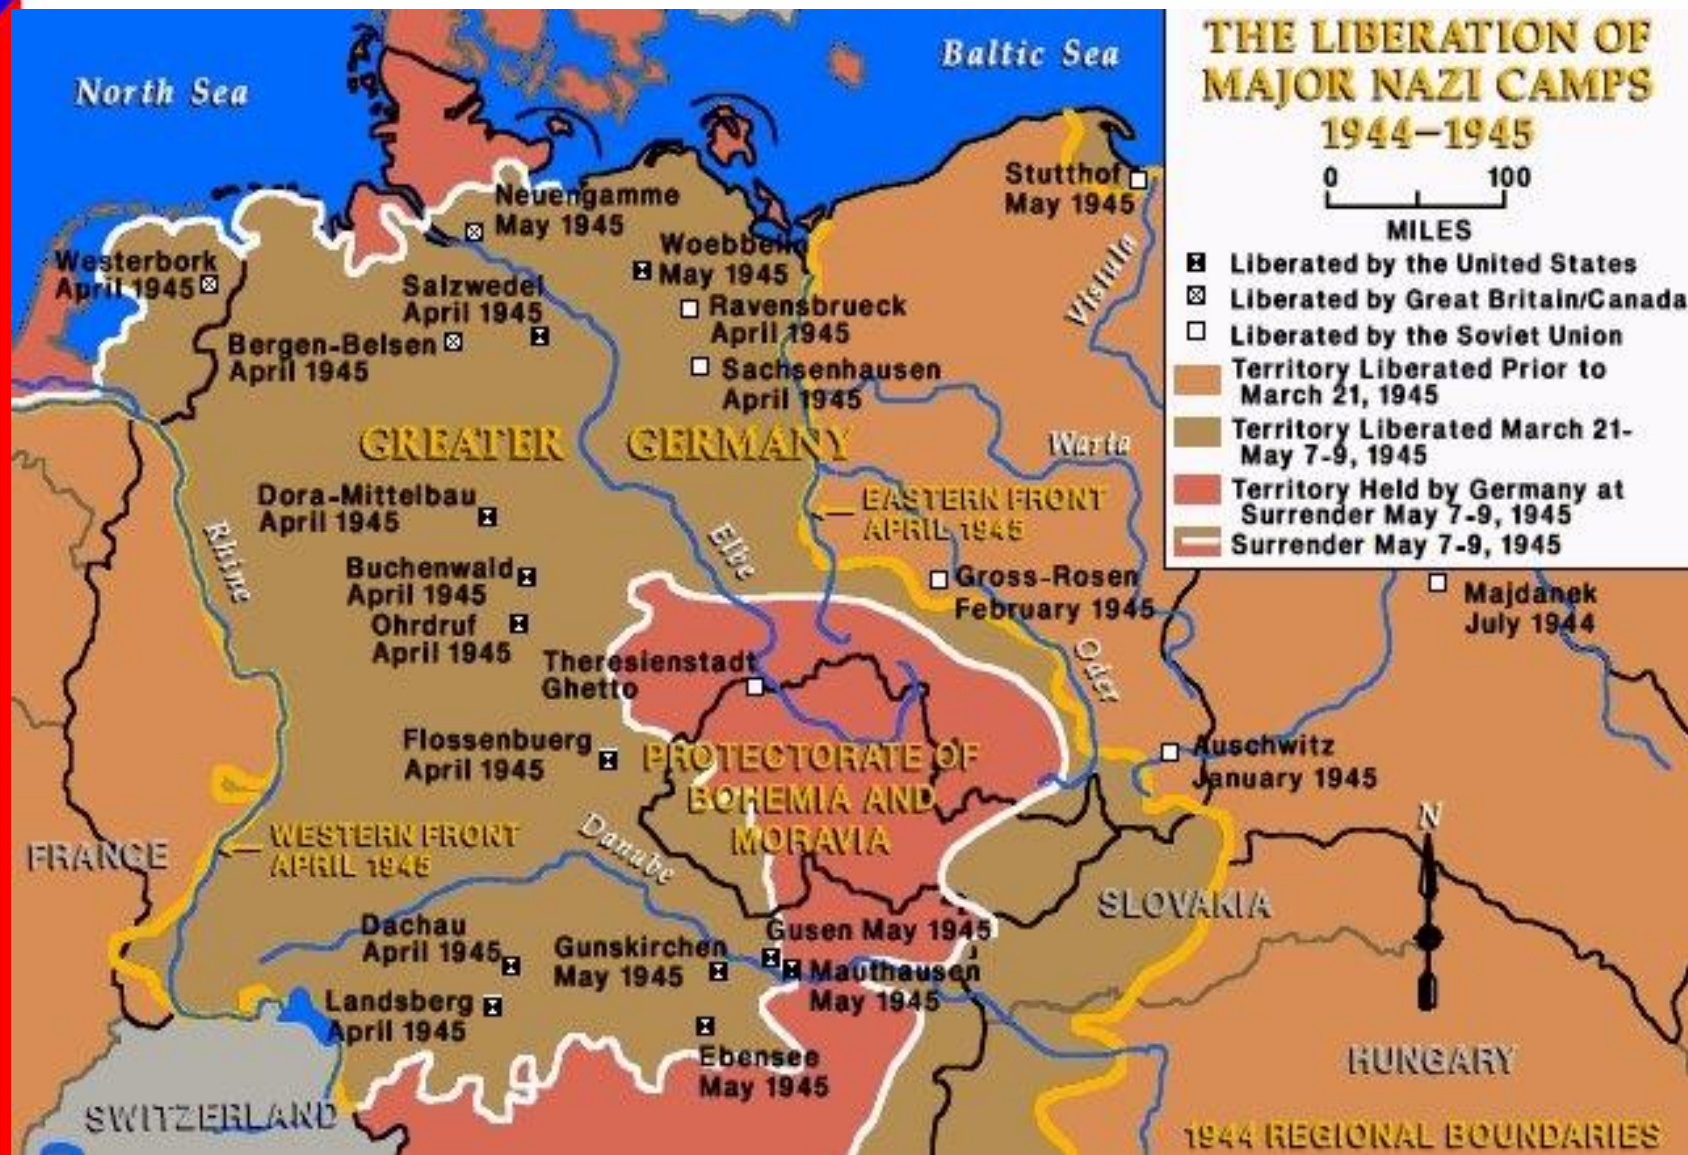 THE LIBERATION OF
MAJOR NAZI CAMPS
1944–1945
0 100
MILES
Liberated by the United States
Liberated by Great Britain/Canada
Liberated by the Soviet Union
Territory Liberated Prior to
March 21, 1945
Territory Liberated March 21-
May 7-9, 1945
Territory Held by Germany at
Surrender May 7-9, 1945
Surrender May 7-9, 1945
North Sea
Baltic Sea
Stutthof
May 1945
Neuengamme
May 1945
Woebbelin
May 1945
Westerbork
April 1945
Salzwedel
April 1945
Ravensbrueck
April 1945
Bergen-Belsen
April 1945
Sachsenhausen
April 1945
Vistula
Warta
GREATER GERMANY
EASTERN FRONT
APRIL 1945
Dora-Mittelbau
April 1945
Rhine
Elbe
Buchenwald
April 1945
Gross-Rosen
February 1945
Majdanek
July 1944
Ohrdruf
April 1945
Theresienstadt
Ghetto
Oder
Flossenbuerg
April 1945
PROTECTORATE OF
BOHEMIA AND
MORAVIA
Auschwitz
January 1945
FRANCE
WESTERN FRONT
APRIL 1945
Danube
N
SLOVAKIA
Dachau
April 1945
Gunskirchen
May 1945
Gusen May 1945
Mauthausen
May 1945
Landsberg
April 1945
Ebensee
May 1945
HUNGARY
SWITZERLAND
1944 REGIONAL BOUNDARIES